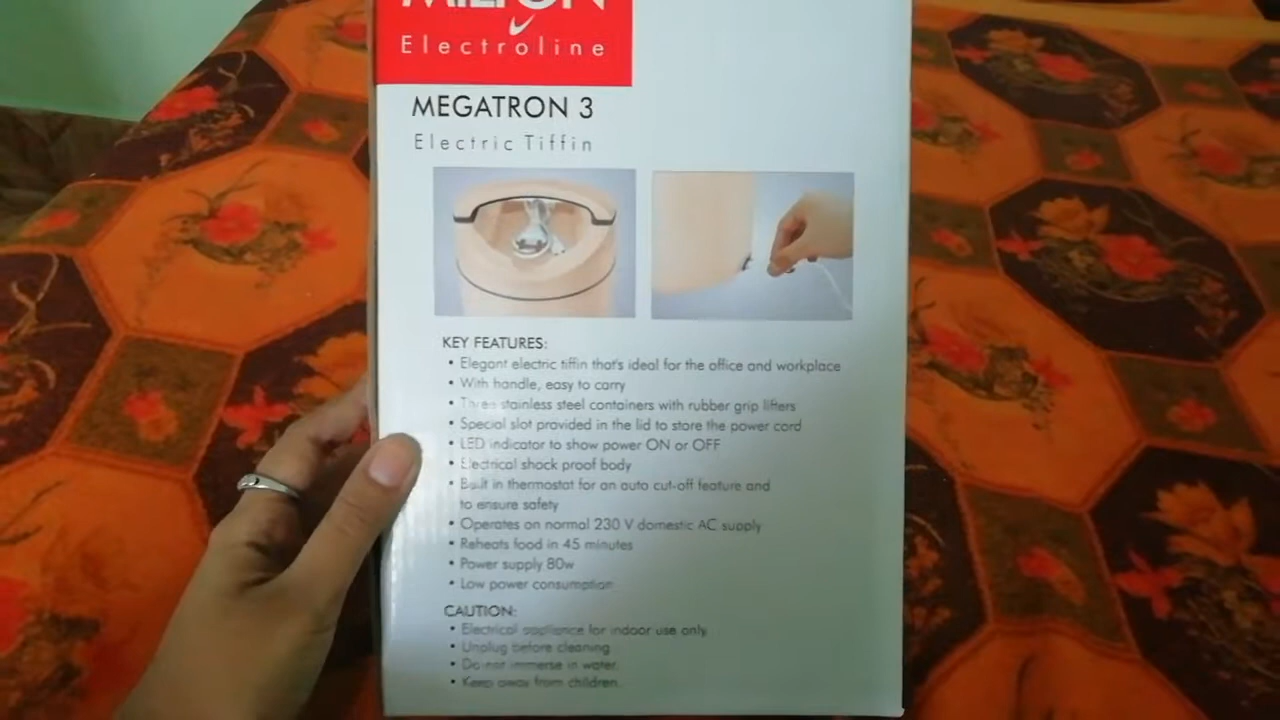 MILTON
Electroline
MEGATRON 3
Electric Tiffin
KEY FEATURES:
• Elegant electric tiffin that's ideal for the office and workplace
• With handle, easy to carry
• Three stainless steel containers with rubber grip lifters
• Special slot provided in the lid to store the power cord
• LED indicator to show power ON or OFF
• Electrical shock proof body
• Built in thermostat for an auto cut-off feature and
to ensure safety
• Operates on normal 230 V domestic AC supply
• Reheats food in 45 minutes
• Power supply 80w
• Low power consumption
CAUTION:
• Electrical appliance for indoor use only
• Unplug before cleaning
• Do not immerse in water.
• Keep away from children.